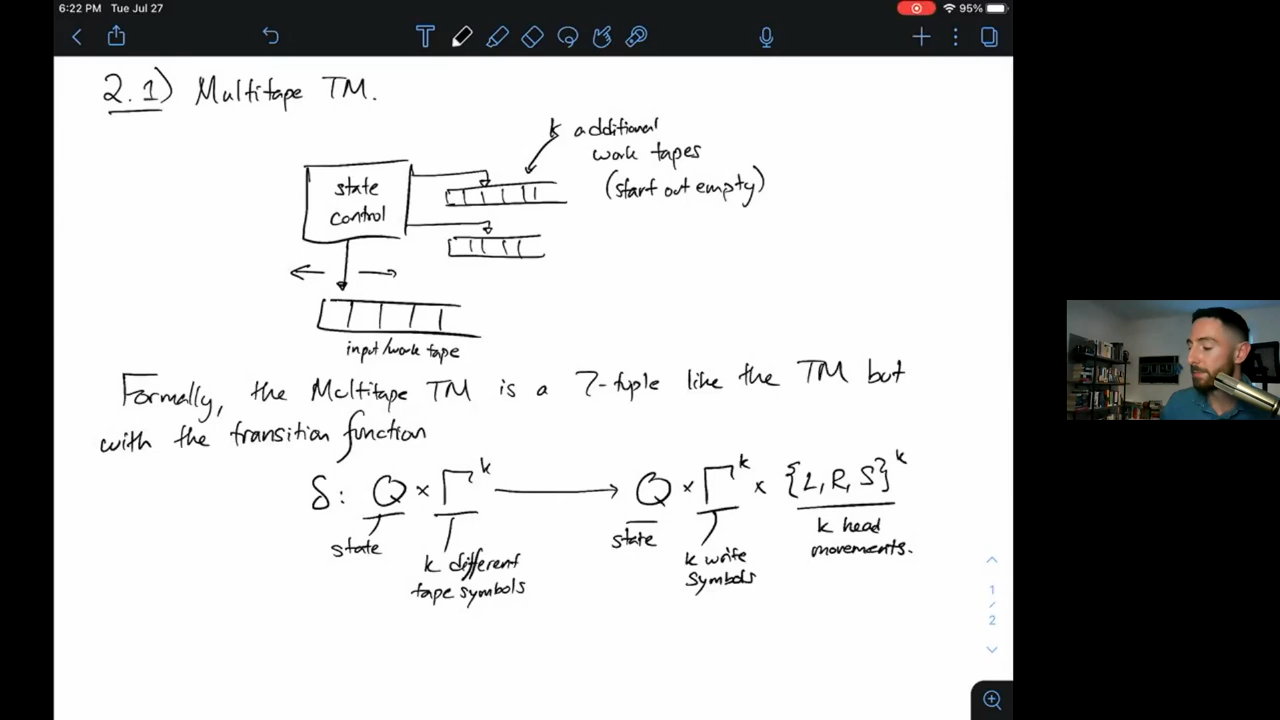 6:22 PM Tue Jul 27
95%
2.1) Multitape TM.
k additional
work tapes
(start out empty)
state
control
input/work tape
Formally, the Multitape TM is a 7-tuple like the TM but
with the transition function
δ: Q × Γ^k ⟶ Q × Γ^k × {L, R, S}^k
state
k different
tape symbols
state
k write
symbols
k head
movements.
1
/
2